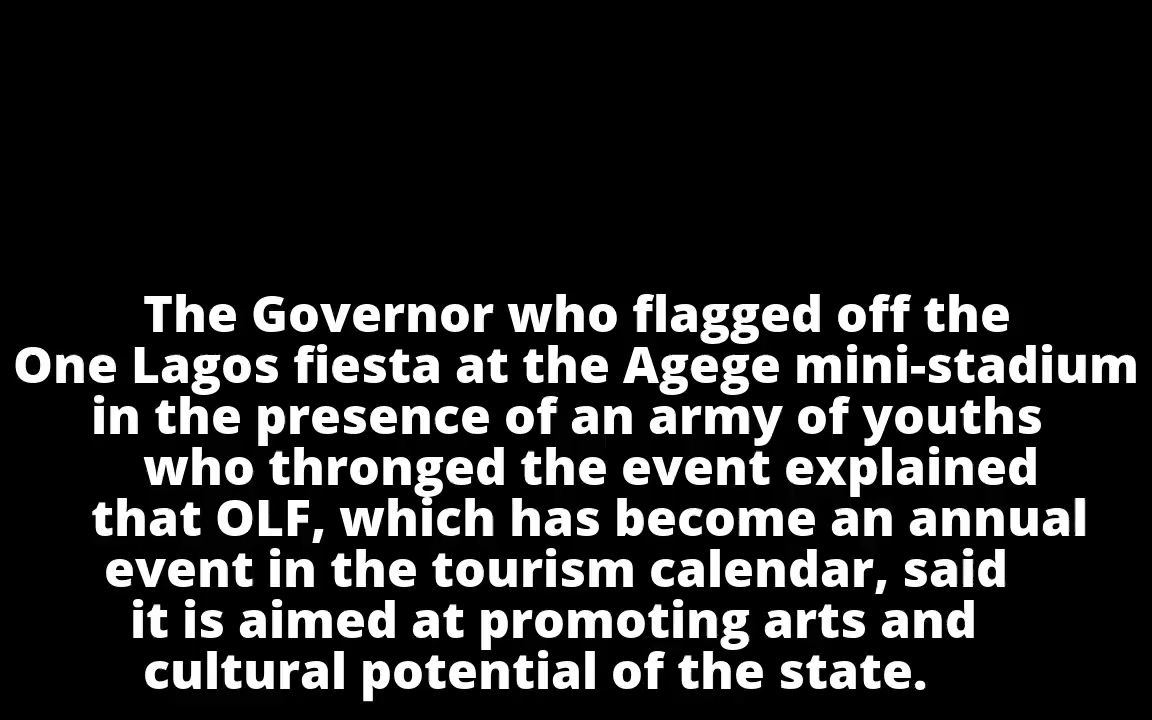 The Governor who flagged off the
One Lagos fiesta at the Agege mini-stadium
in the presence of an army of youths
who thronged the event explained
that OLF, which has become an annual
event in the tourism calendar, said
it is aimed at promoting arts and
cultural potential of the state.